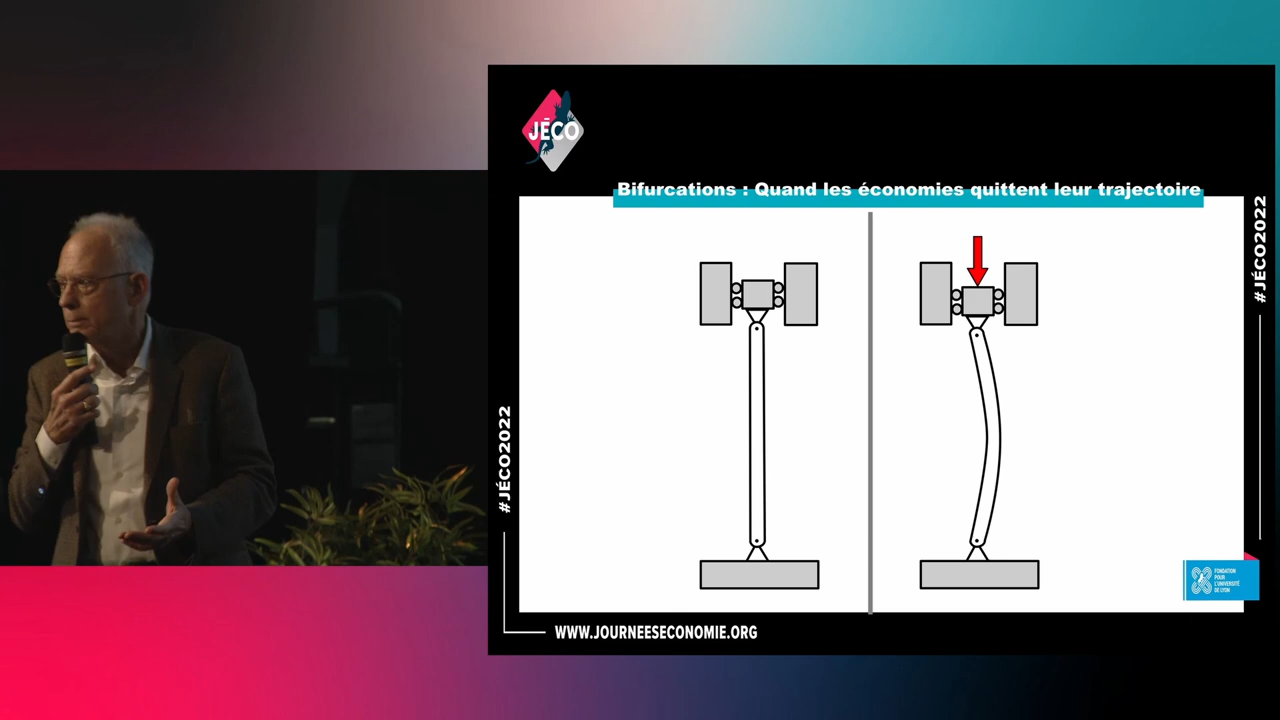 JĒCO
Bifurcations : Quand les économies quittent leur trajectoire
#JÉCO2022
#JÉCO2022
FONDATION
POUR
L'UNIVERSITÉ
DE LYON
WWW.JOURNEESECONOMIE.ORG